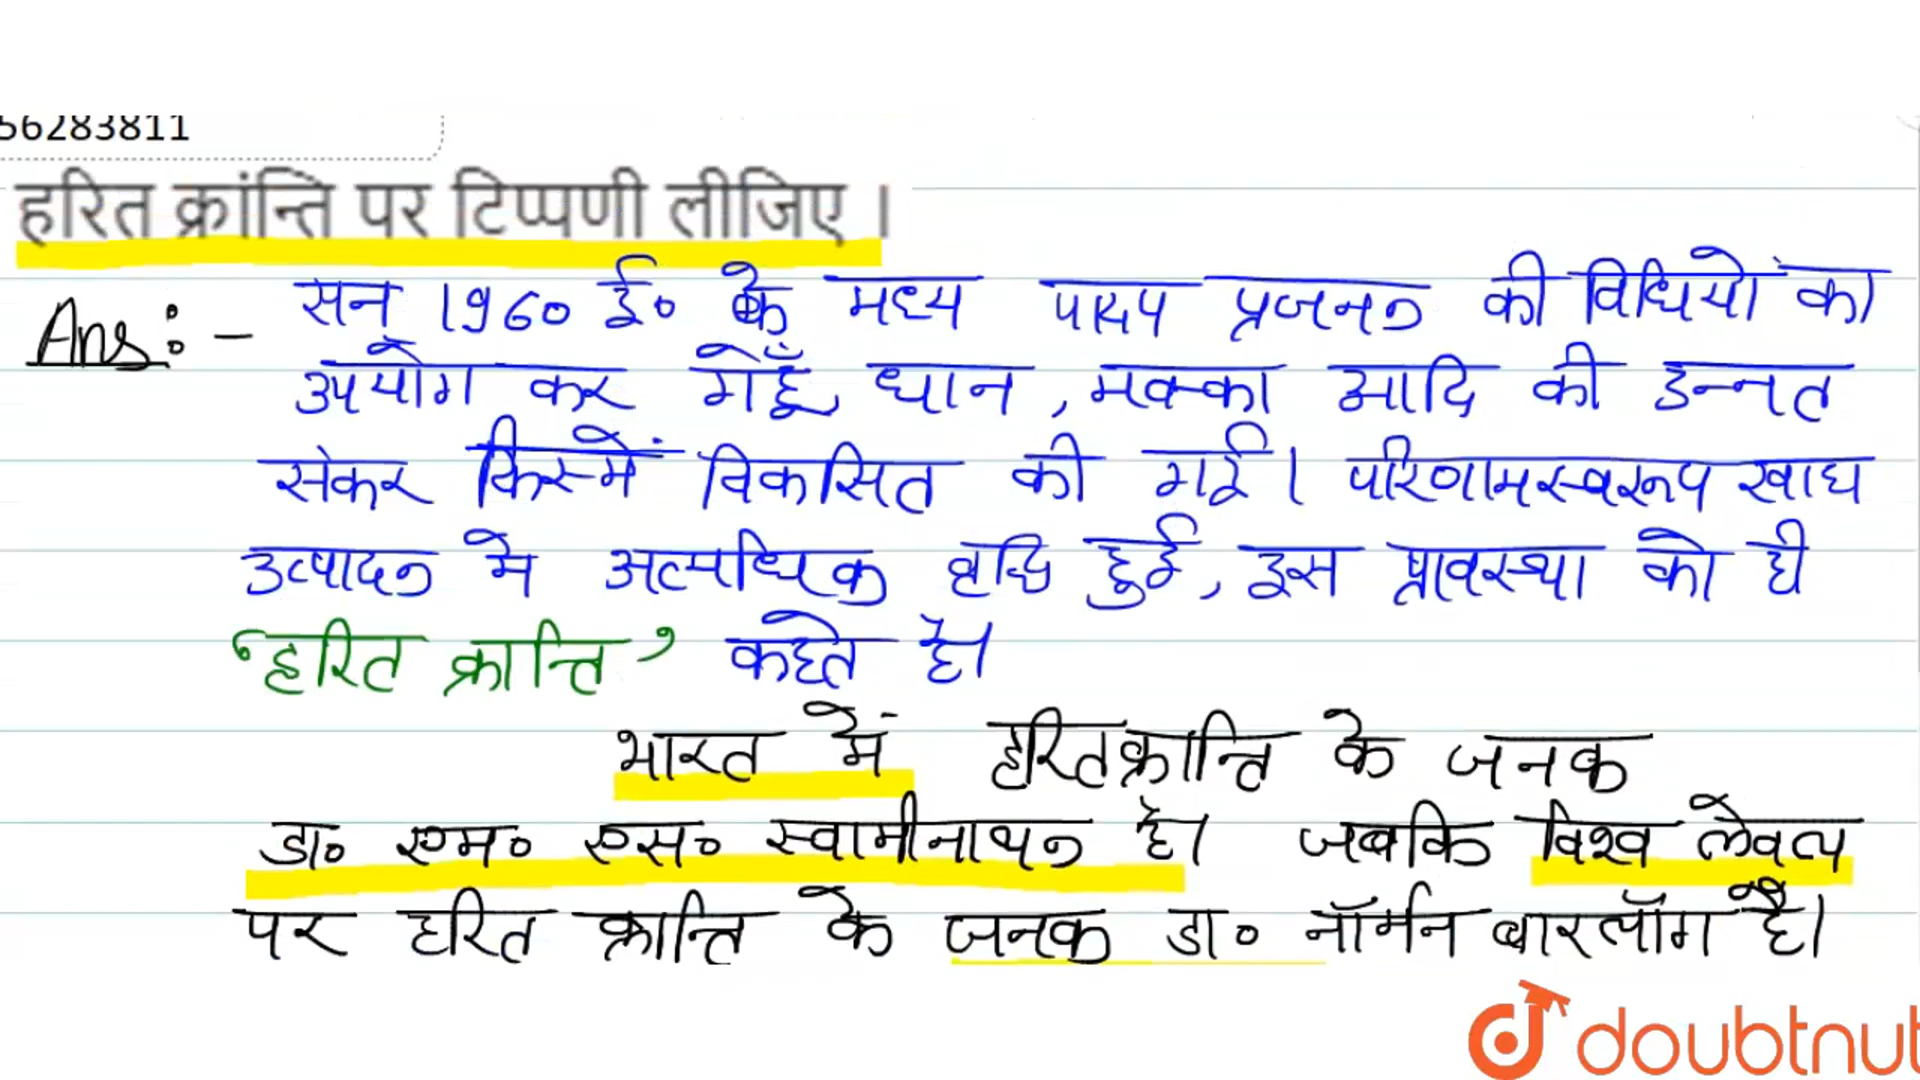 56283811
हरित क्रांन्ति पर टिप्पणी लीजिए ।
Ans:- सन् 1960 ई० के मध्य पादप प्रजनन की विधियो का
उपयोग कर गेहूँ, धान, मक्का आदि की उन्नत
संकर किस्में विकसित की गई। परिणामस्वरूप खाद्य
उत्पादन मे अत्यधिक वृद्धि हुई, इस प्रावस्था को ही
'हरित क्रान्ति' कहते है।
भारत में हरितक्रान्ति के जनक
डा० एम० एस० स्वामीनाथन है। जबकि विश्व लेवल
पर हरित क्रान्ति के जनक डा० नॉर्मन बारलॉग है।
doubtnut